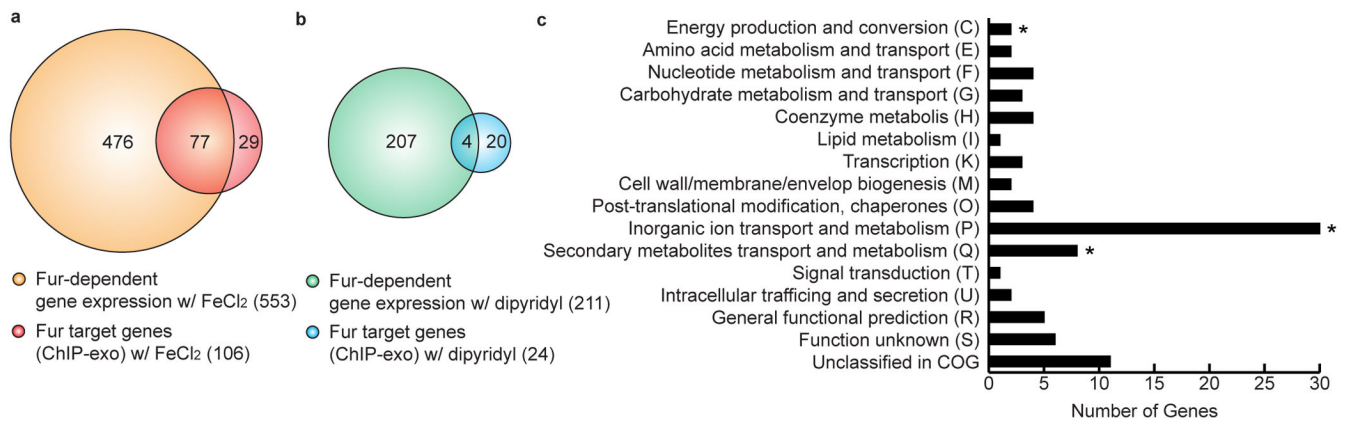 a
476
77
29
Fur-dependent
gene expression w/ FeCl2 (553)
Fur target genes
(ChIP-exo) w/ FeCl2 (106)
b
207
4
20
Fur-dependent
gene expression w/ dipyridyl (211)
Fur target genes
(ChIP-exo) w/ dipyridyl (24)
c
Energy production and conversion (C)
*
Amino acid metabolism and transport (E)
Nucleotide metabolism and transport (F)
Carbohydrate metabolism and transport (G)
Coenzyme metabolis (H)
Lipid metabolism (I)
Transcription (K)
Cell wall/membrane/envelop biogenesis (M)
Post-translational modification, chaperones (O)
Inorganic ion transport and metabolism (P)
*
Secondary metabolites transport and metabolism (Q)
*
Signal transduction (T)
Intracellular trafficing and secretion (U)
General functional prediction (R)
Function unknown (S)
Unclassified in COG
0 5 10 15 20 25 30
Number of Genes